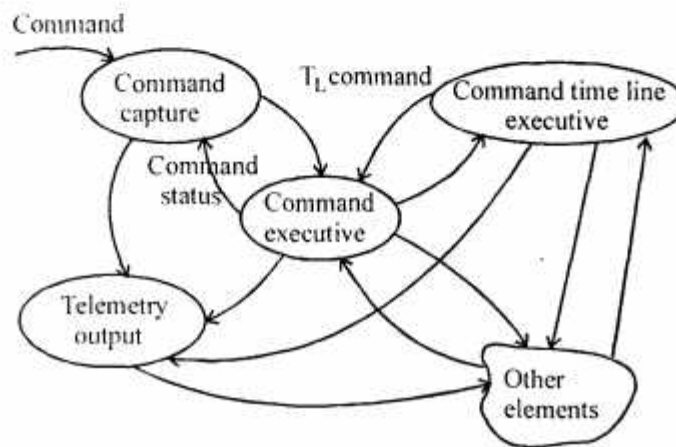 Command
Command
capture
T_L command
Command time line
executive
Command
status
Command
executive
Telemetry
output
Other
elements